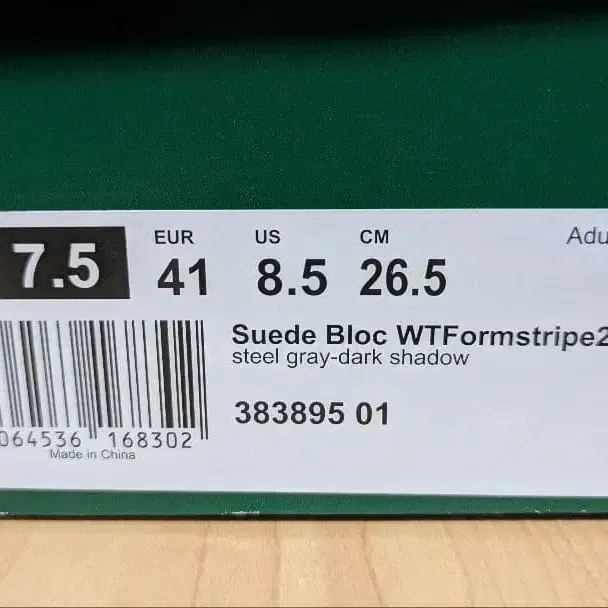 EUR US CM Adu
7.5 41 8.5 26.5
Suede Bloc WTFormstripe2
steel gray-dark shadow
383895 01
064536 168302
Made in China